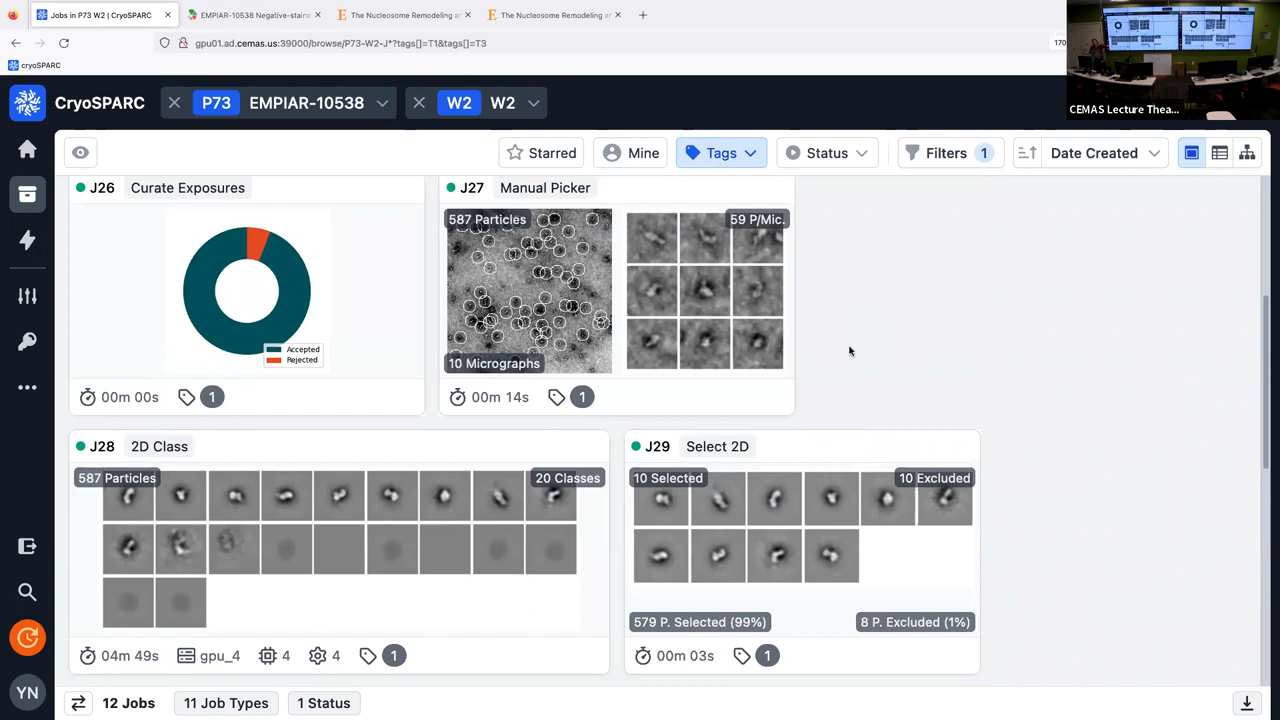 Jobs in P73 W2 | CryoSPARC
EMPIAR-10538 Negative-staine
The Nucleosome Remodeling ar
The Nucleosome Remodeling ar
gpu01.ad.cemas.us:39000/browse/P73-W2-J*?tags[]=T1&tags[]=T3
170
cryoSPARC
CEMAS Lecture Thea...
CryoSPARC
P73 EMPIAR-10538
W2 W2
Starred
Mine
Tags
Status
Filters 1
Date Created
J26 Curate Exposures
Accepted
Rejected
00m 00s
1
J27 Manual Picker
587 Particles
59 P/Mic.
10 Micrographs
00m 14s
1
J28 2D Class
587 Particles
20 Classes
04m 49s
gpu_4
4
4
1
J29 Select 2D
10 Selected
10 Excluded
579 P. Selected (99%)
8 P. Excluded (1%)
00m 03s
1
YN
12 Jobs
11 Job Types
1 Status